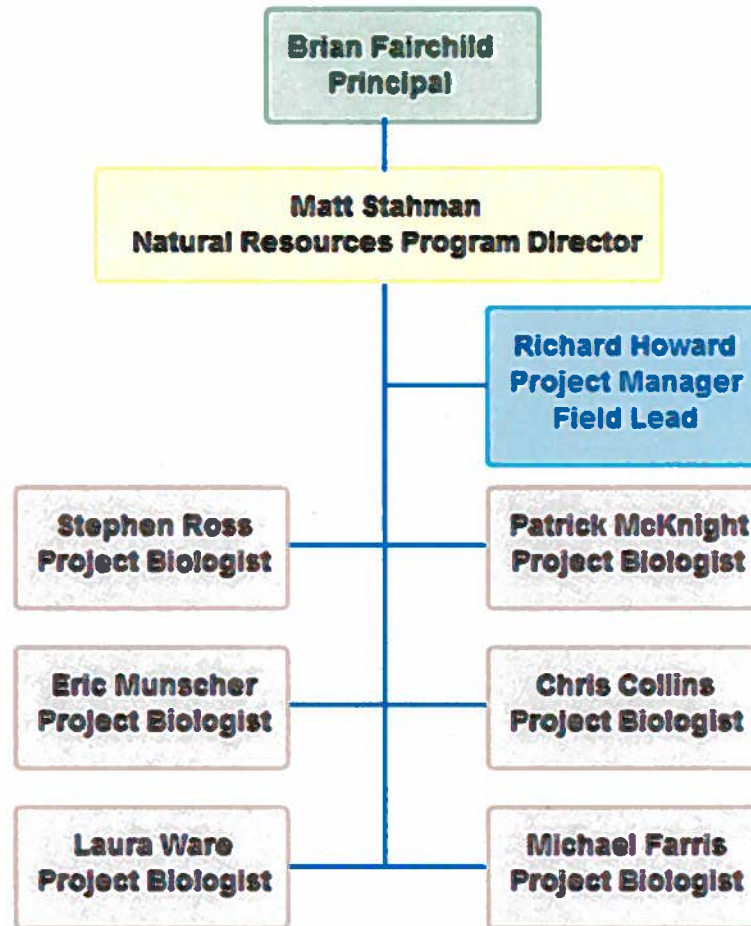 Brian Fairchild
Principal
Matt Stahman
Natural Resources Program Director
Richard Howard
Project Manager
Field Lead
Stephen Ross
Project Biologist
Patrick McKnight
Project Biologist
Eric Munscher
Project Biologist
Chris Collins
Project Biologist
Laura Ware
Project Biologist
Michael Farris
Project Biologist